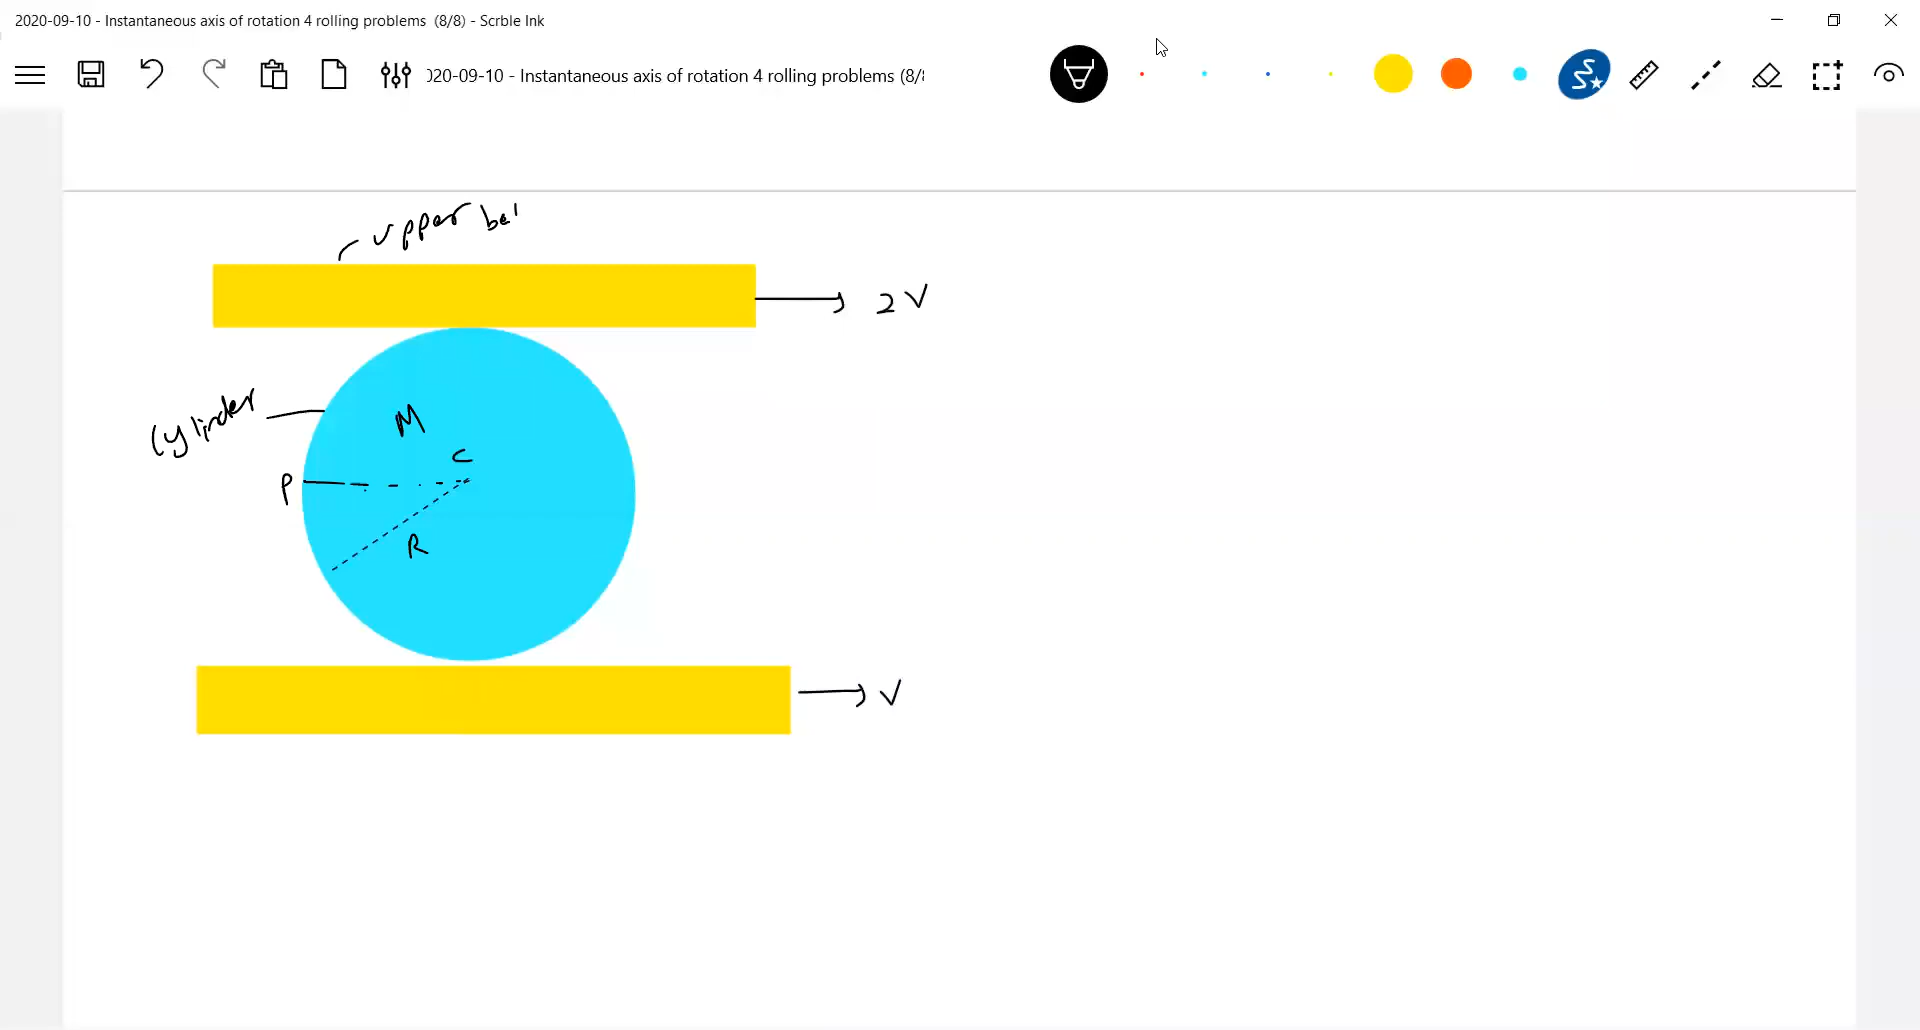 2020-09-10 - Instantaneous axis of rotation 4 rolling problems (8/8) - Scrble Ink
020-09-10 - Instantaneous axis of rotation 4 rolling problems (8/8
upper bel
2V
cylinder
M
C
P
R
V